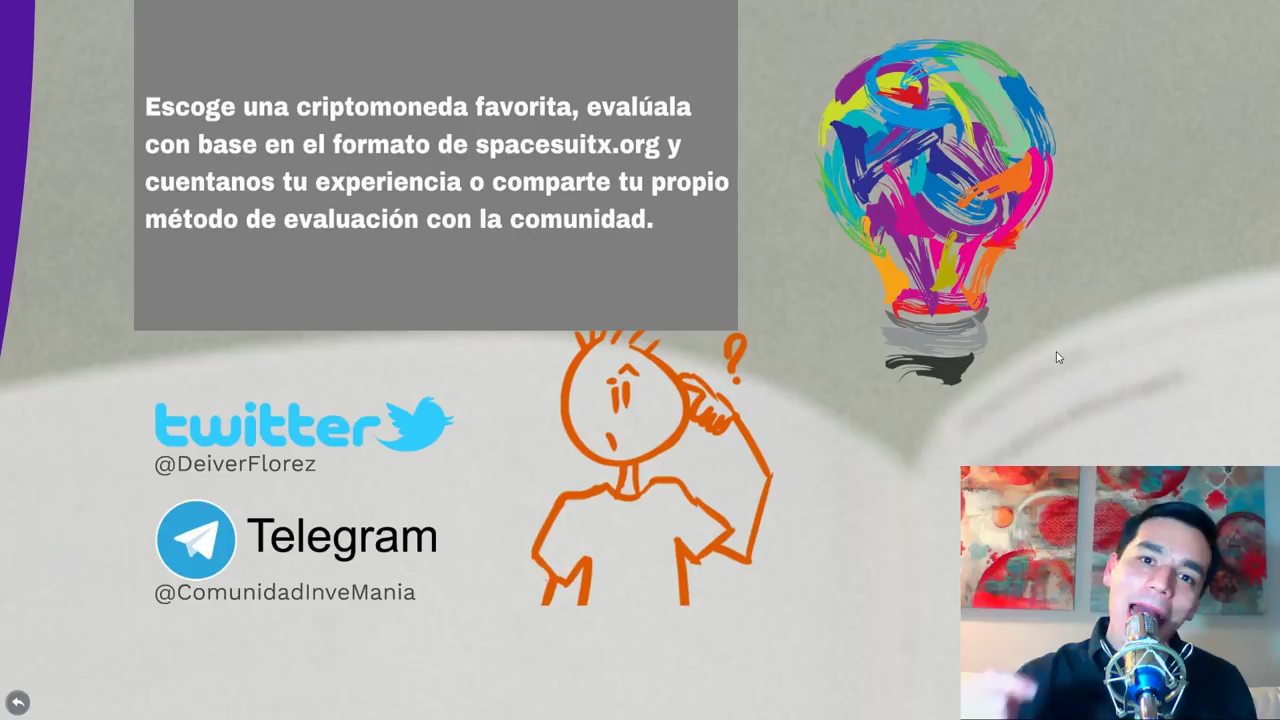 Escoge una criptomoneda favorita, evalúala
con base en el formato de spacesuitx.org y
cuentanos tu experiencia o comparte tu propio
método de evaluación con la comunidad.
?
twitter
@DeiverFlorez
Telegram
@ComunidadInveMania